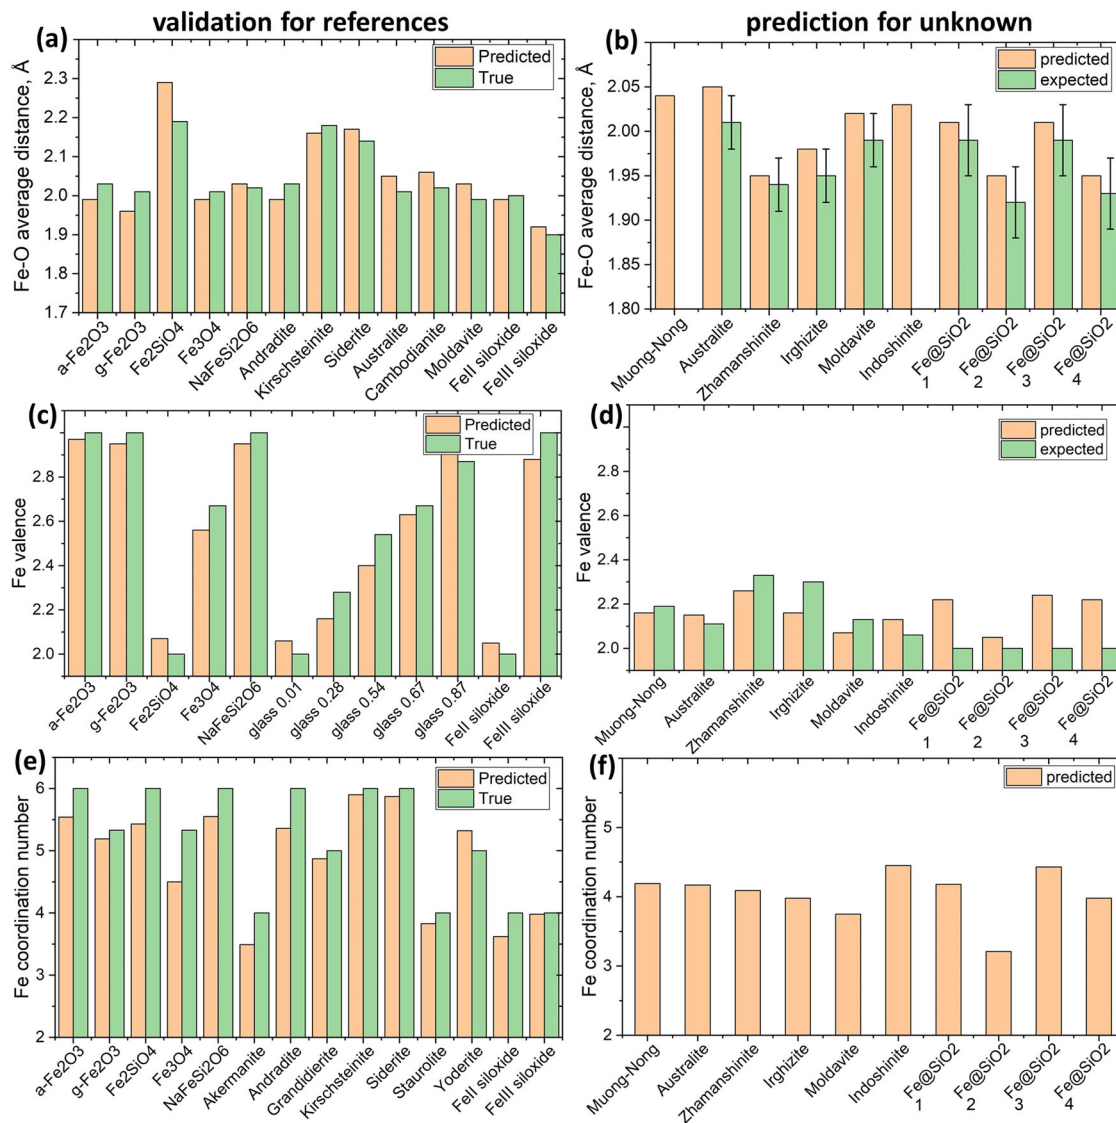 validation for references
prediction for unknown
(a)
Predicted
True
Fe-O average distance, Å
2.3
2.2
2.1
2.0
1.9
1.8
1.7
a-Fe2O3
g-Fe2O3
Fe2SiO4
Fe3O4
NaFeSi2O6
Andradite
Kirschsteinite
Siderite
Australite
Cambodianite
Moldavite
FeII siloxide
FeIII siloxide
(b)
predicted
expected
Fe-O average distance, Å
2.05
2.00
1.95
1.90
1.85
1.80
Muong-Nong
Australite
Zhamanshinite
Irghizite
Moldavite
Indoshinite
Fe@SiO2
1
Fe@SiO2
2
Fe@SiO2
3
Fe@SiO2
4
(c)
Predicted
True
Fe valence
2.8
2.6
2.4
2.2
2.0
a-Fe2O3
g-Fe2O3
Fe2SiO4
Fe3O4
NaFeSi2O6
glass 0.01
glass 0.28
glass 0.54
glass 0.67
glass 0.87
FeII siloxide
FeIII siloxide
(d)
predicted
expected
Fe valence
2.8
2.6
2.4
2.2
2.0
Muong-Nong
Australite
Zhamanshinite
Irghizite
Moldavite
Indoshinite
Fe@SiO2
1
Fe@SiO2
2
Fe@SiO2
3
Fe@SiO2
4
(e)
Predicted
True
Fe coordination number
6
5
4
3
2
a-Fe2O3
g-Fe2O3
Fe2SiO4
Fe3O4
NaFeSi2O6
Akermanite
Andradite
Grandidierite
Kirschsteinite
Siderite
Staurolite
Yoderite
FeII siloxide
FeIII siloxide
(f)
predicted
Fe coordination number
5
4
3
2
Muong-Nong
Australite
Zhamanshinite
Irghizite
Moldavite
Indoshinite
Fe@SiO2
1
Fe@SiO2
2
Fe@SiO2
3
Fe@SiO2
4